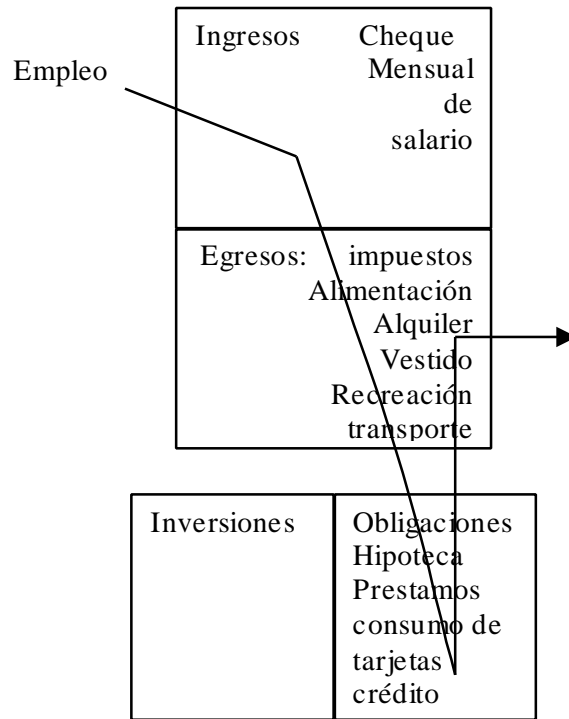 Ingresos Cheque
Empleo
Mensual
de
salario
Egresos: impuestos
Alimentación
Alquiler
Vestido
Recreación
transporte
Inversiones
Obligaciones
Hipoteca
Prestamos
consumo de
tarjetas
crédito